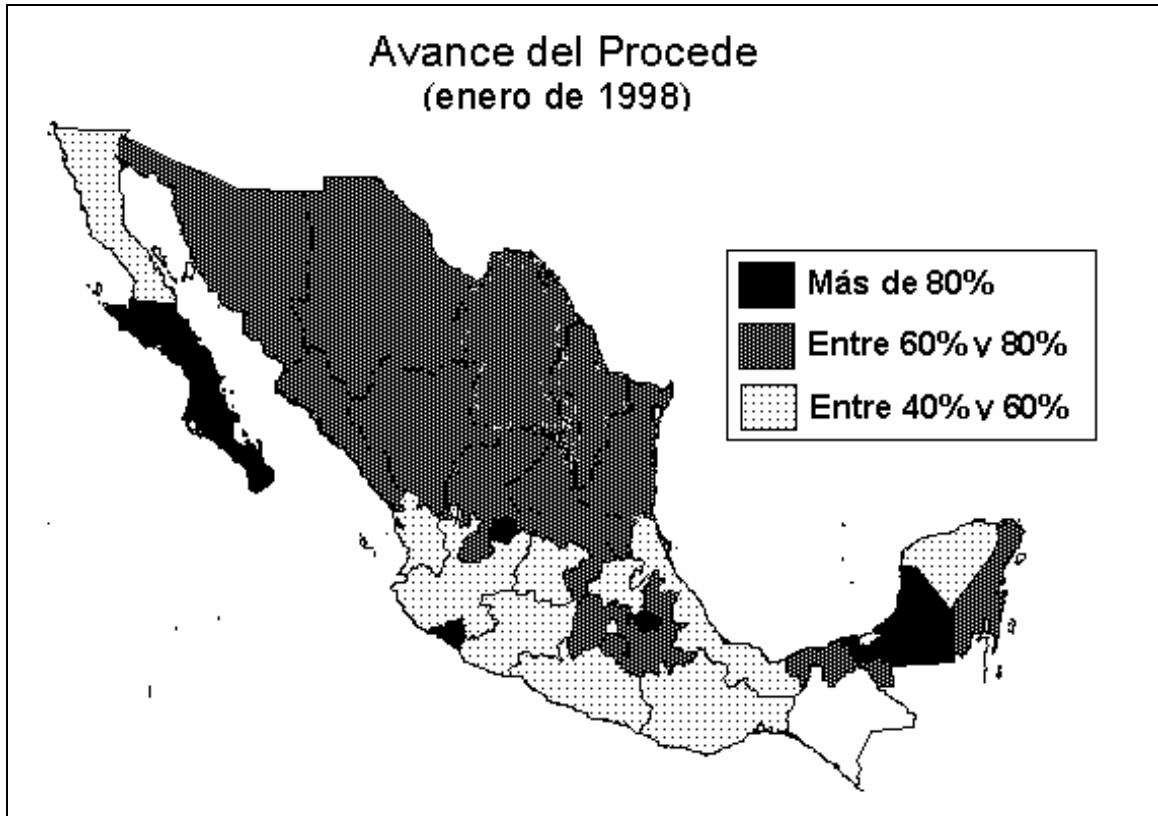 Avance del Procede
(enero de 1998)
Más de 80%
Entre 60% y 80%
Entre 40% y 60%